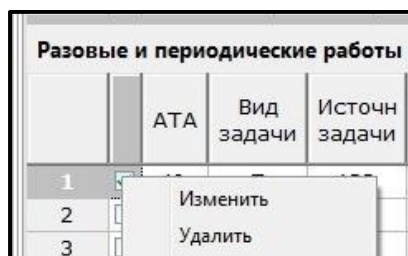 Разовые и периодические работы
АТА Вид задачи Источн задачи
1
Изменить
2
Удалить
3